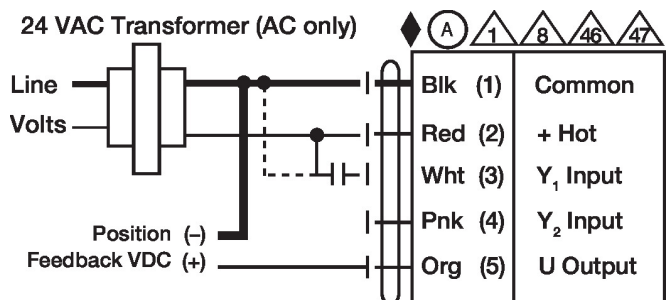 24 VAC Transformer (AC only)
A 1 8 46 47
Line
Volts
Blk (1) Common
Red (2) + Hot
Wht (3) Y₁ Input
Pnk (4) Y₂ Input
Org (5) U Output
Position (–)
Feedback VDC (+)